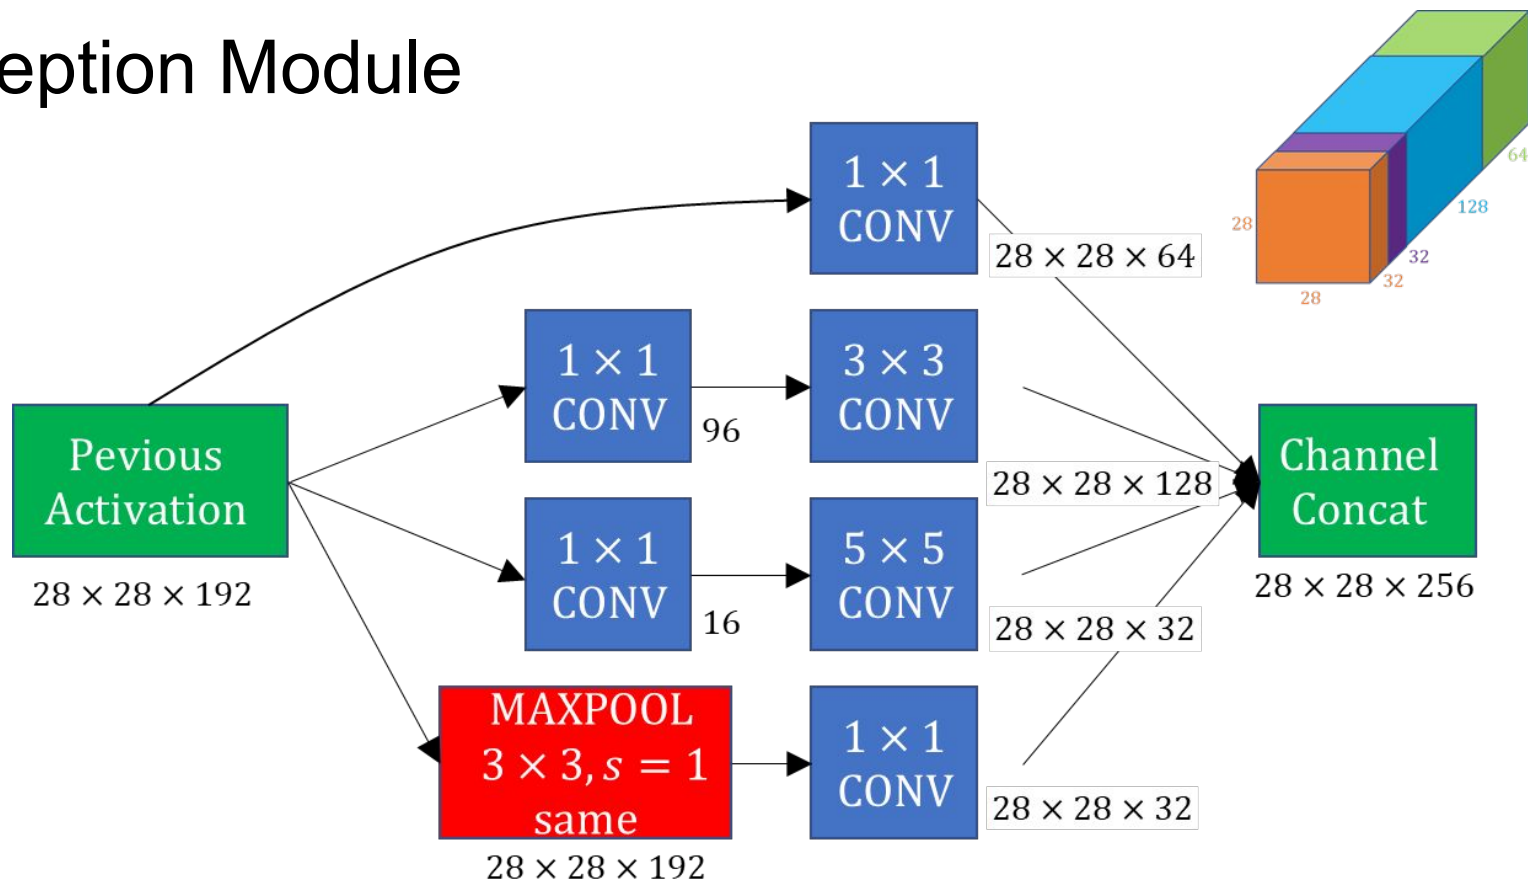 eption Module
64
128
32
32
28
28
1 × 1
CONV
28 × 28 × 64
1 × 1
CONV
96
3 × 3
CONV
28 × 28 × 128
Pevious
Activation
28 × 28 × 192
Channel
Concat
28 × 28 × 256
1 × 1
CONV
16
5 × 5
CONV
28 × 28 × 32
MAXPOOL
3 × 3, s = 1
same
28 × 28 × 192
1 × 1
CONV
28 × 28 × 32